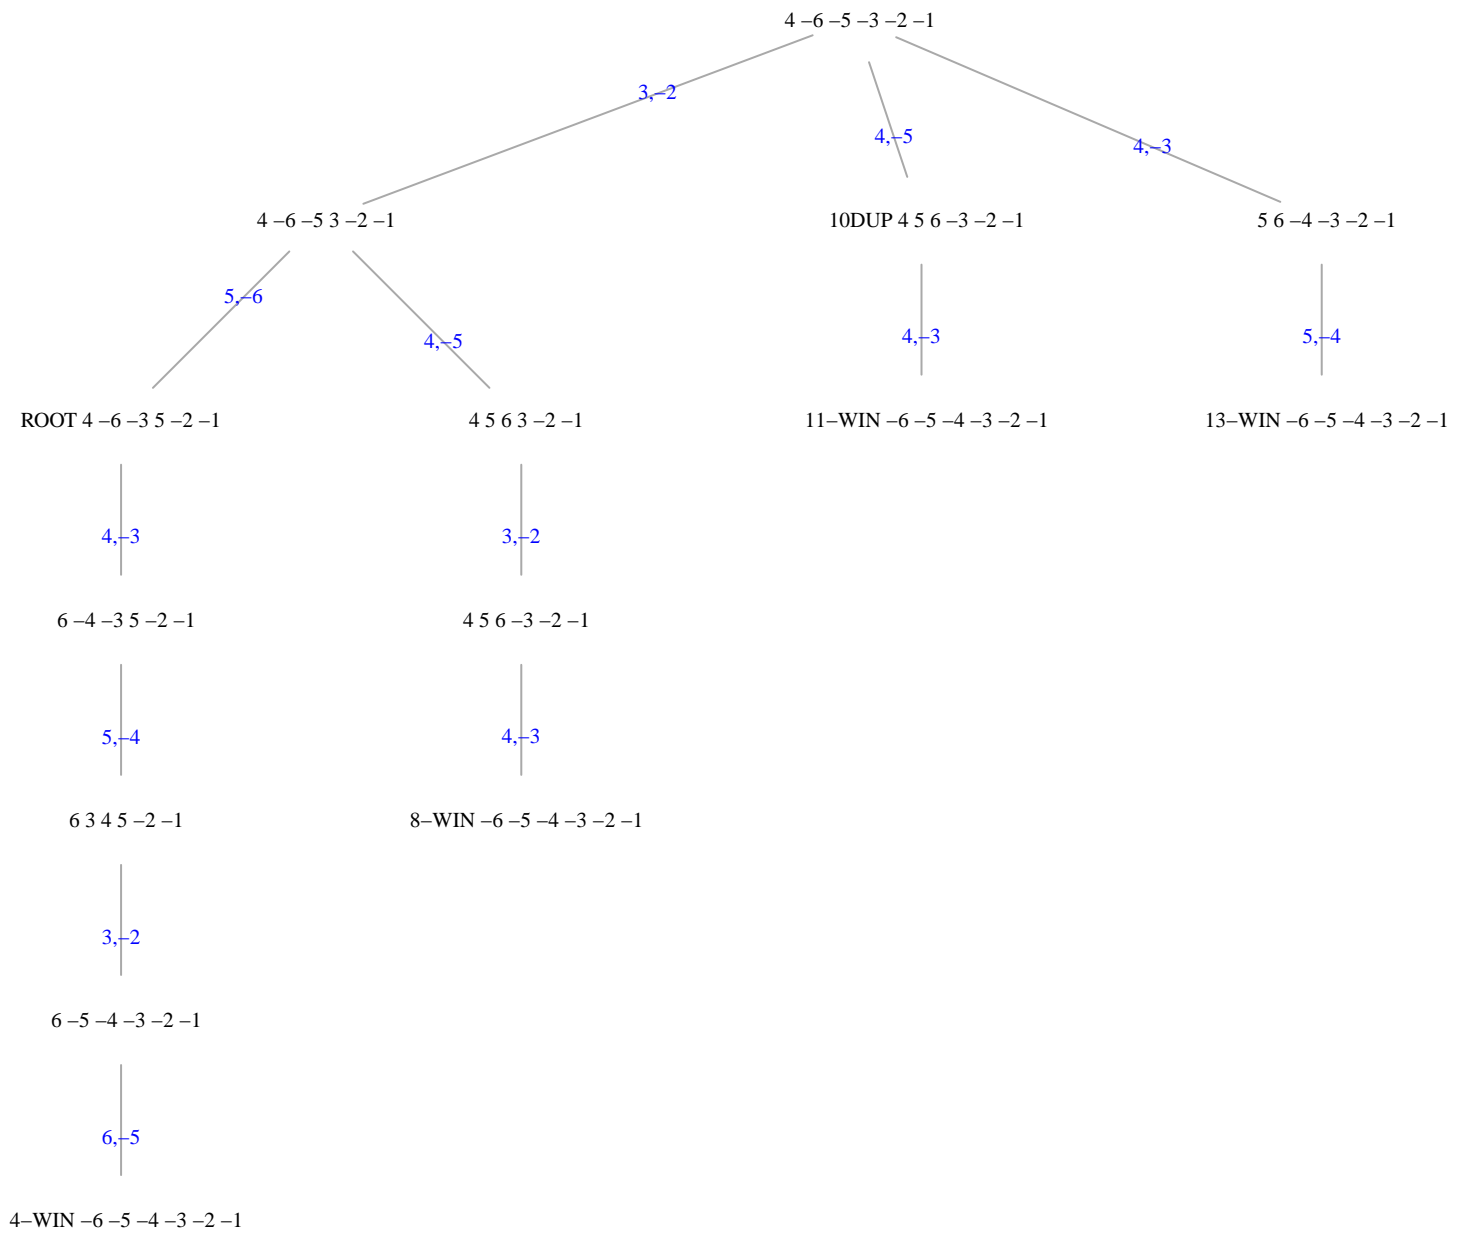 4 –6 –5 –3 –2 –1
3,–2
4,–5
4,–3
4 –6 –5 3 –2 –1
10DUP 4 5 6 –3 –2 –1
5 6 –4 –3 –2 –1
5,–6
4,–5
4,–3
5,–4
ROOT 4 –6 –3 5 –2 –1
4 5 6 3 –2 –1
11–WIN –6 –5 –4 –3 –2 –1
13–WIN –6 –5 –4 –3 –2 –1
4,–3
3,–2
6 –4 –3 5 –2 –1
4 5 6 –3 –2 –1
5,–4
4,–3
6 3 4 5 –2 –1
8–WIN –6 –5 –4 –3 –2 –1
3,–2
6 –5 –4 –3 –2 –1
6,–5
4–WIN –6 –5 –4 –3 –2 –1